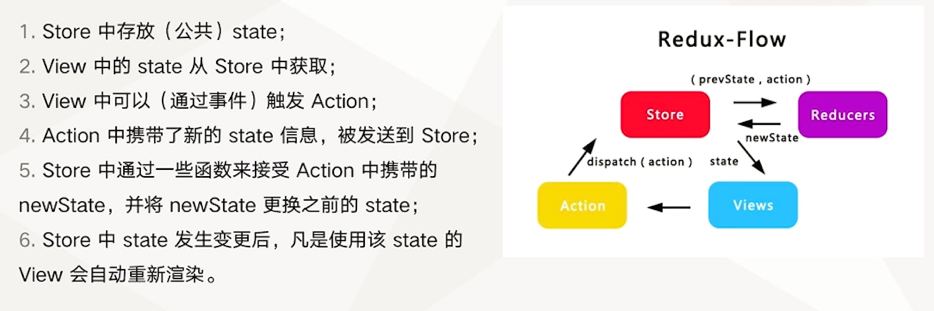 1. Store 中存放（公共）state；
2. View 中的 state 从 Store 中获取；
3. View 中可以（通过事件）触发 Action；
4. Action 中携带了新的 state 信息，被发送到 Store；
5. Store 中通过一些函数来接受 Action 中携带的
newState，并将 newState 更换之前的 state；
6. Store 中 state 发生变更后，凡是使用该 state 的
View 会自动重新渲染。
Redux-Flow
(prevState, action)
Store
Reducers
newState
dispatch(action)
state
Action
Views